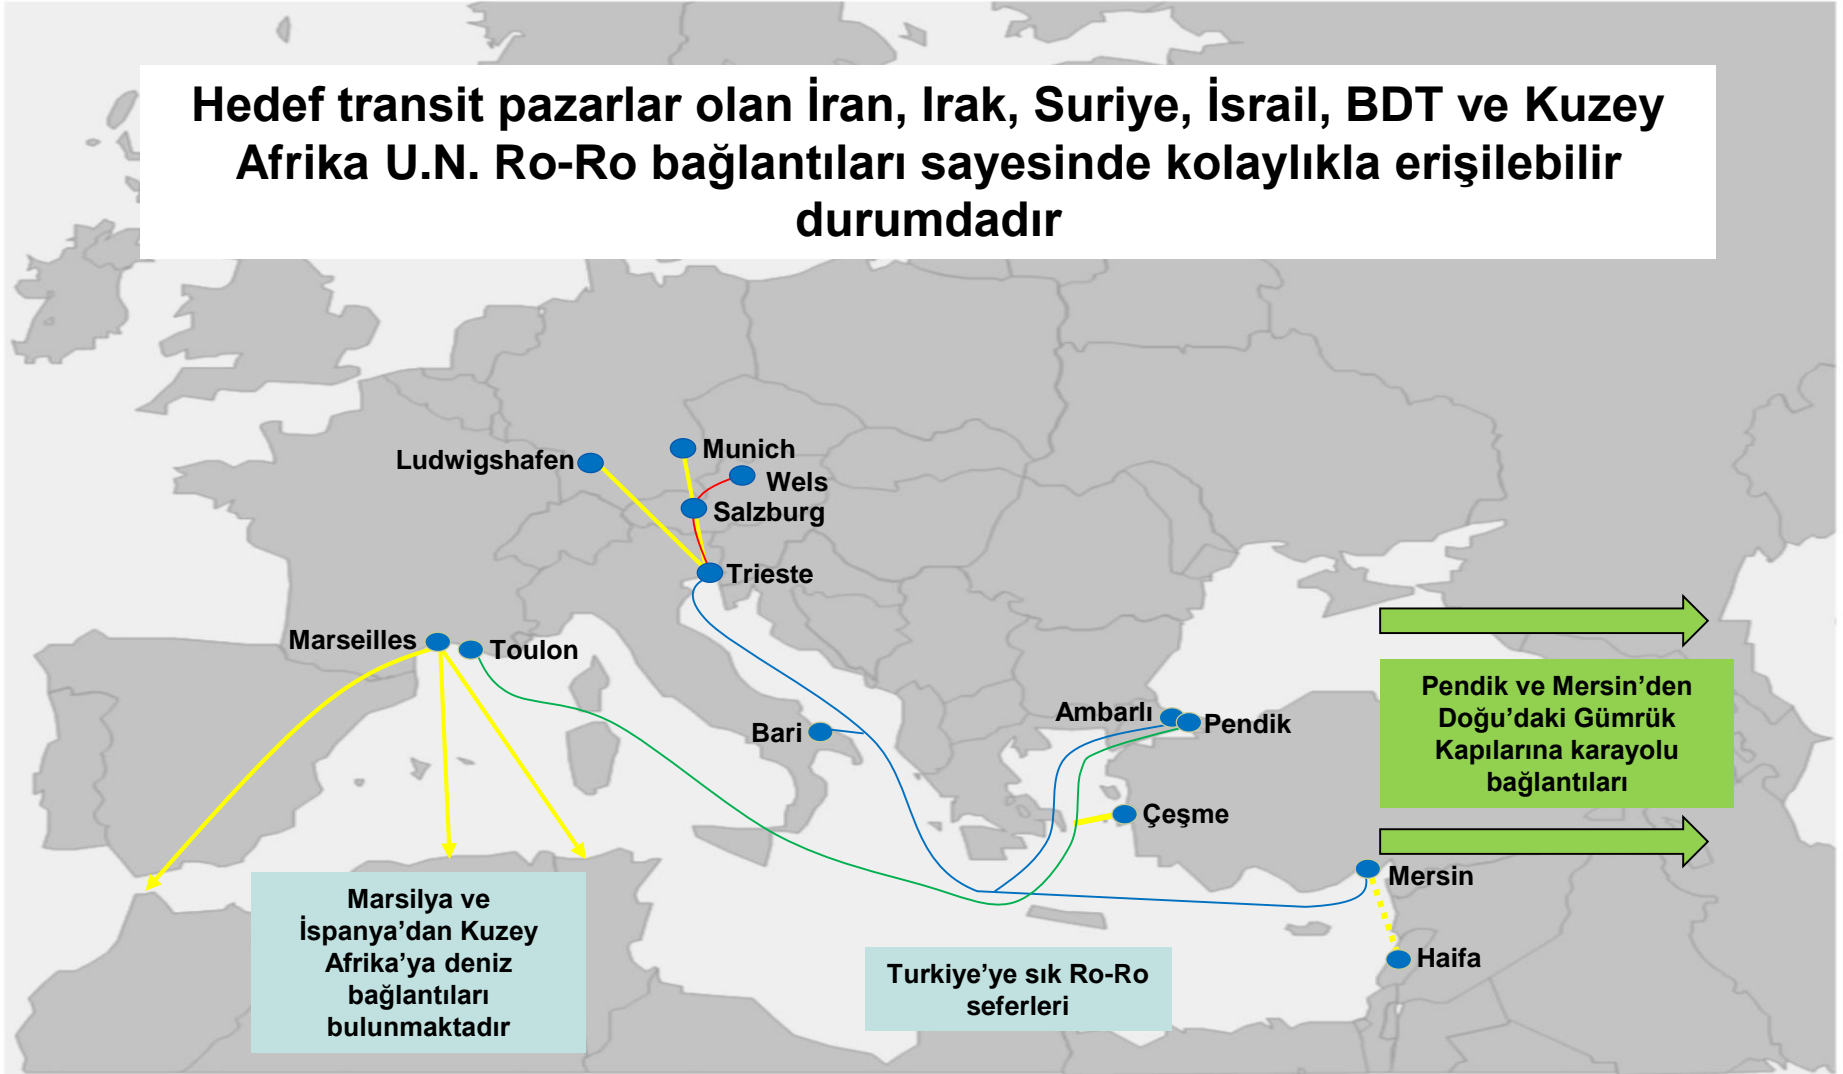 Hedef transit pazarlar olan İran, Irak, Suriye, İsrail, BDT ve Kuzey
Afrika U.N. Ro-Ro bağlantıları sayesinde kolaylıkla erişilebilir
durumdadır
Munich
Ludwigshafen
Wels
Salzburg
Trieste
Marseilles
Toulon
Bari
Ambarlı
Pendik
Çeşme
Mersin
Haifa
Pendik ve Mersin’den
Doğu’daki Gümrük
Kapılarına karayolu
bağlantıları
Marsilya ve
İspanya’dan Kuzey
Afrika’ya deniz
bağlantıları
bulunmaktadır
Turkiye’ye sık Ro-Ro
seferleri